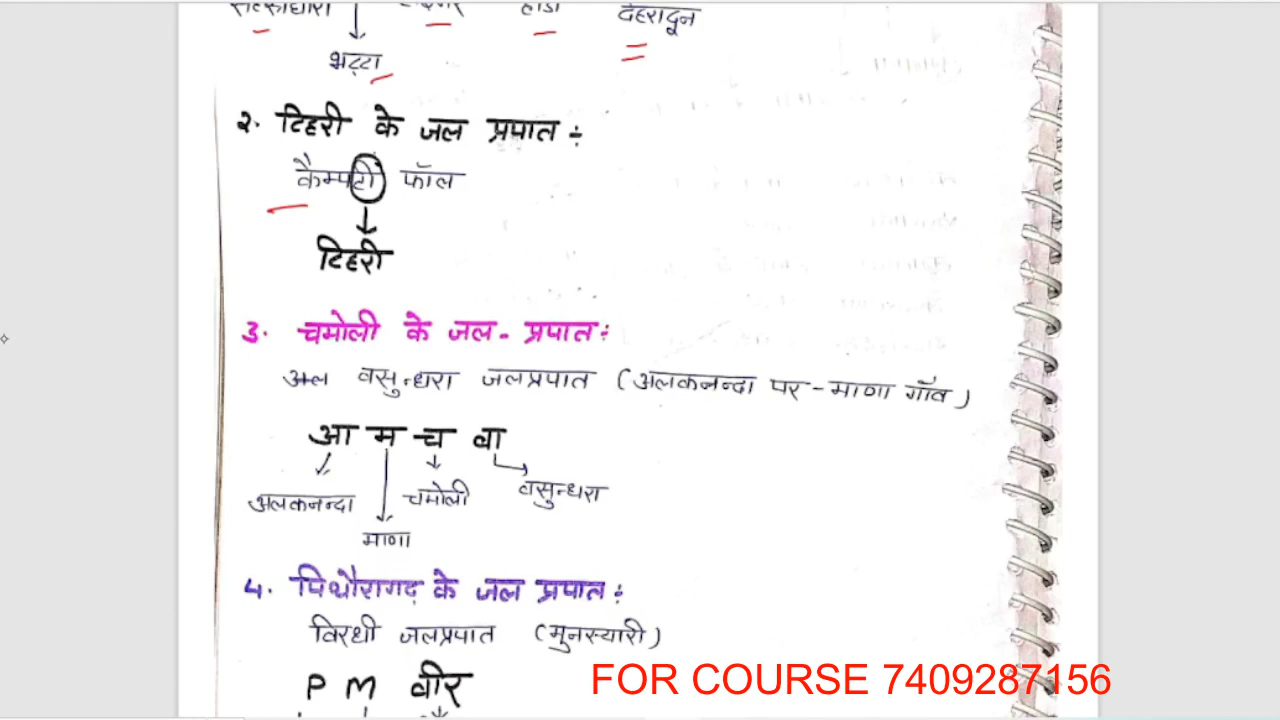 देहरादून
भट्टा
२. टिहरी के जल प्रपात ÷
कैम्पटी फॉल
टिहरी
3. चमोली के जल - प्रपात ÷
वसुन्धरा जलप्रपात (अलकनन्दा पर - माणा गाँव)
आ म च वा
अलकनन्दा चमोली वसुन्धरा
माणा
4. पिथौरागढ़ के जल प्रपात ÷
विरथी जलप्रपात (मुनस्यारी)
P M वीर
FOR COURSE 7409287156